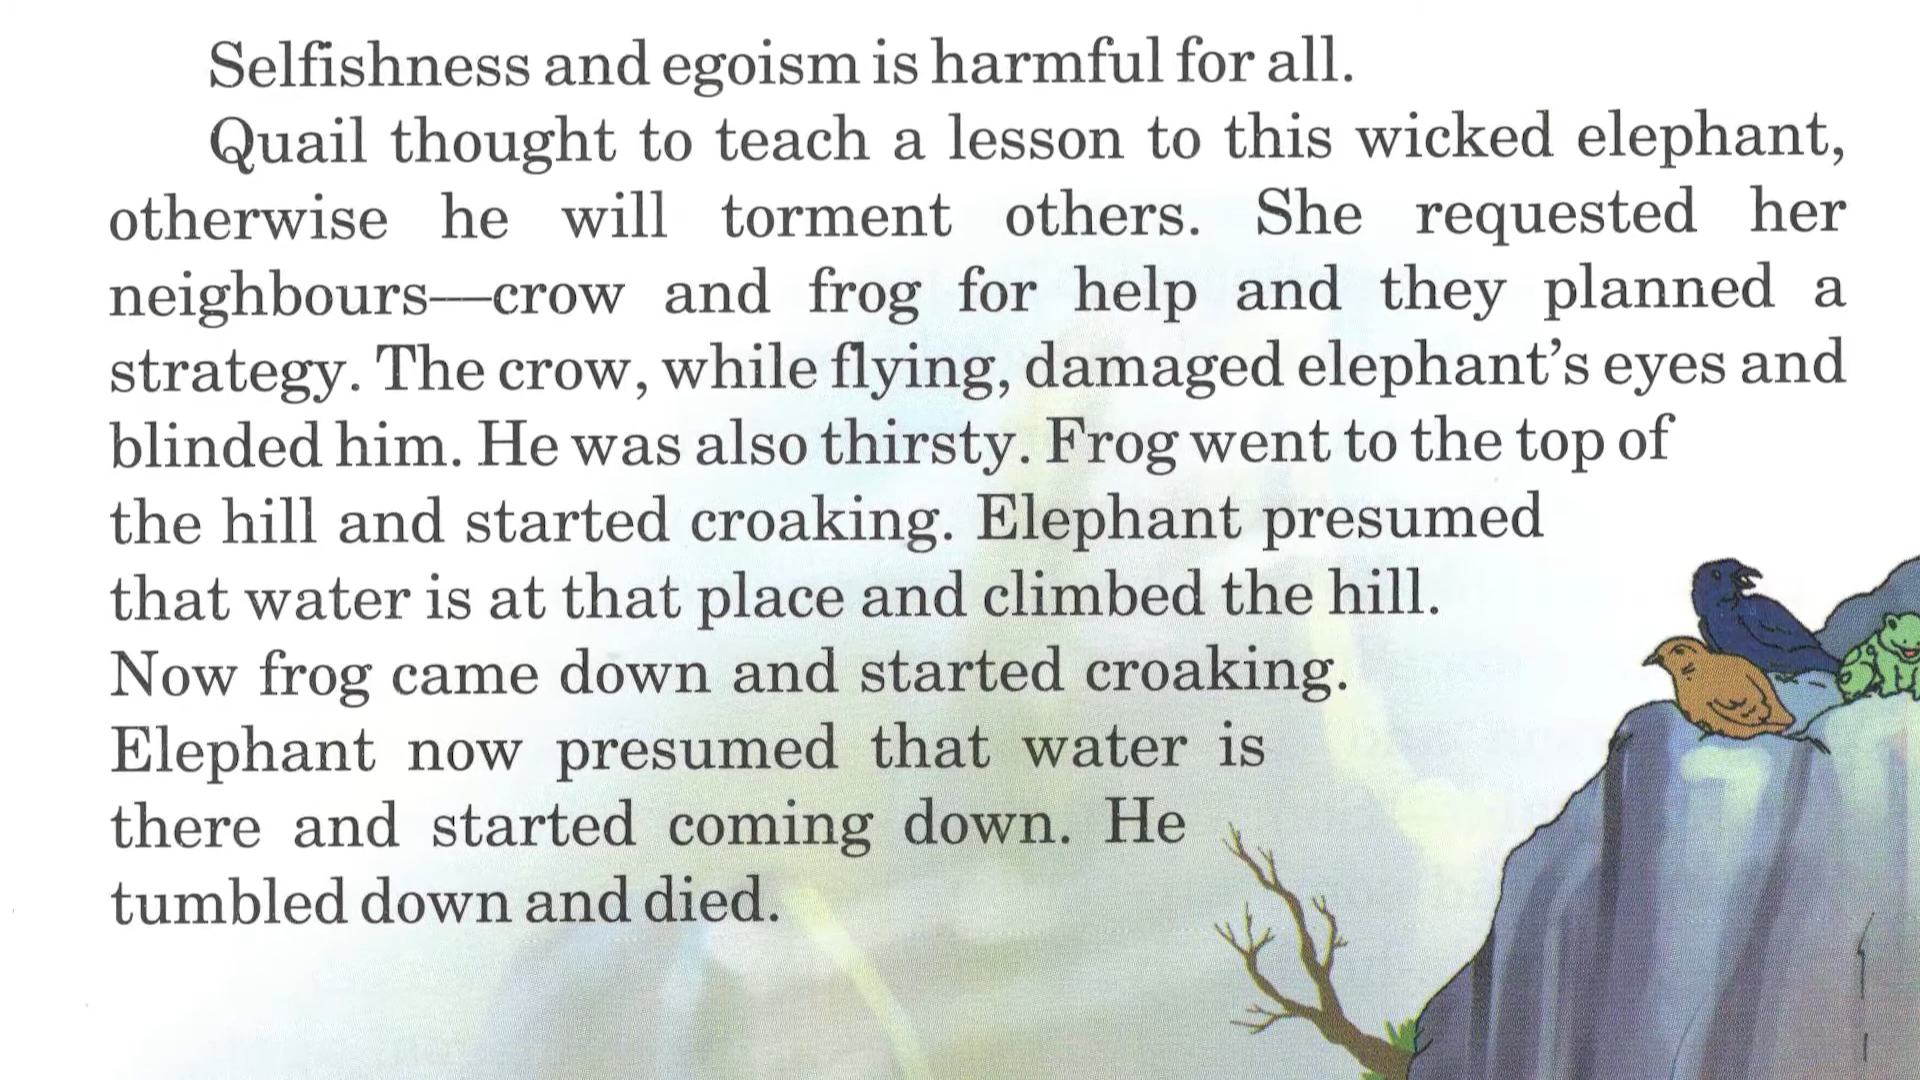 Selfishness and egoism is harmful for all.
Quail thought to teach a lesson to this wicked elephant,
otherwise he will torment others. She requested her
neighbours—crow and frog for help and they planned a
strategy. The crow, while flying, damaged elephant's eyes and
blinded him. He was also thirsty. Frog went to the top of
the hill and started croaking. Elephant presumed
that water is at that place and climbed the hill.
Now frog came down and started croaking.
Elephant now presumed that water is
there and started coming down. He
tumbled down and died.